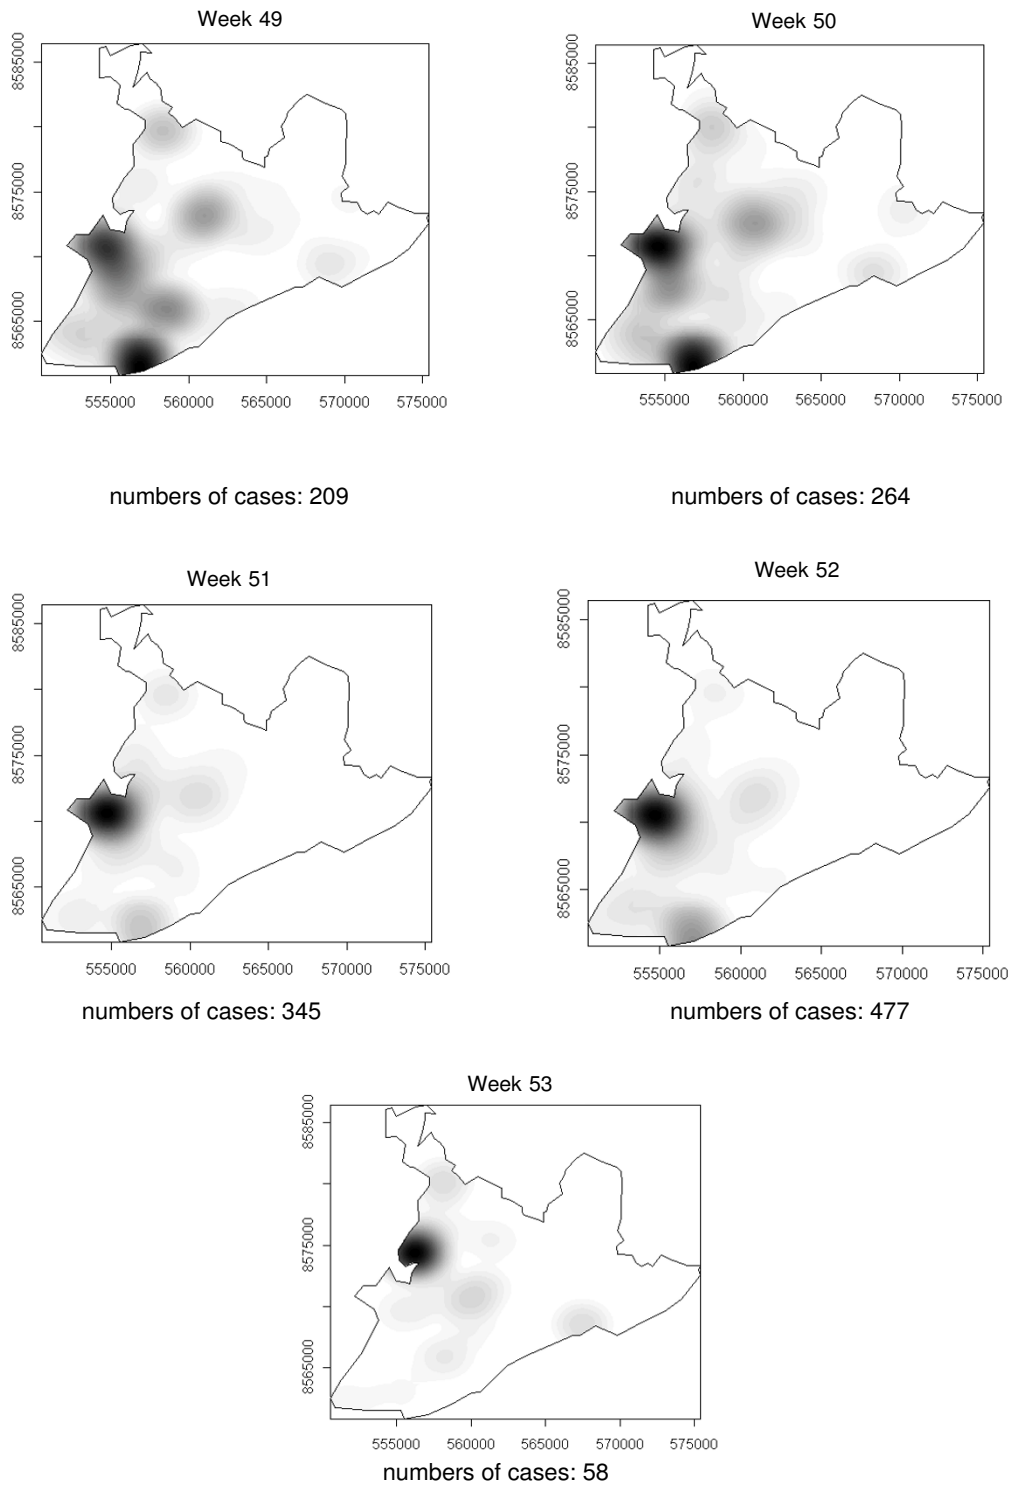 Week 49
8585000
8575000
8565000
555000 560000 565000 570000 575000
numbers of cases: 209
Week 50
8585000
8575000
8565000
555000 560000 565000 570000 575000
numbers of cases: 264
Week 51
8585000
8575000
8565000
555000 560000 565000 570000 575000
numbers of cases: 345
Week 52
8585000
8575000
8565000
555000 560000 565000 570000 575000
numbers of cases: 477
Week 53
8585000
8575000
8565000
555000 560000 565000 570000 575000
numbers of cases: 58